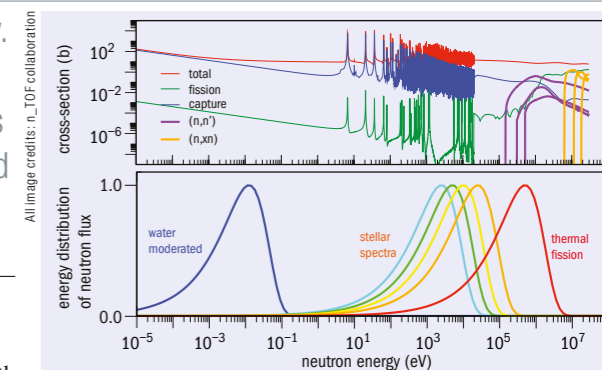 .
s
d
All image credits: n_TOF collaboration
cross-section (b)
10²
10⁻²
10⁻⁶
total
fission
capture
(n,n')
(n,xn)
energy distribution
of neutron flux
1.0
0.0
water
moderated
stellar
spectra
thermal
fission
10⁻⁵ 10⁻³ 10⁻¹ 10¹ 10³ 10⁵ 10⁷
neutron energy (eV)